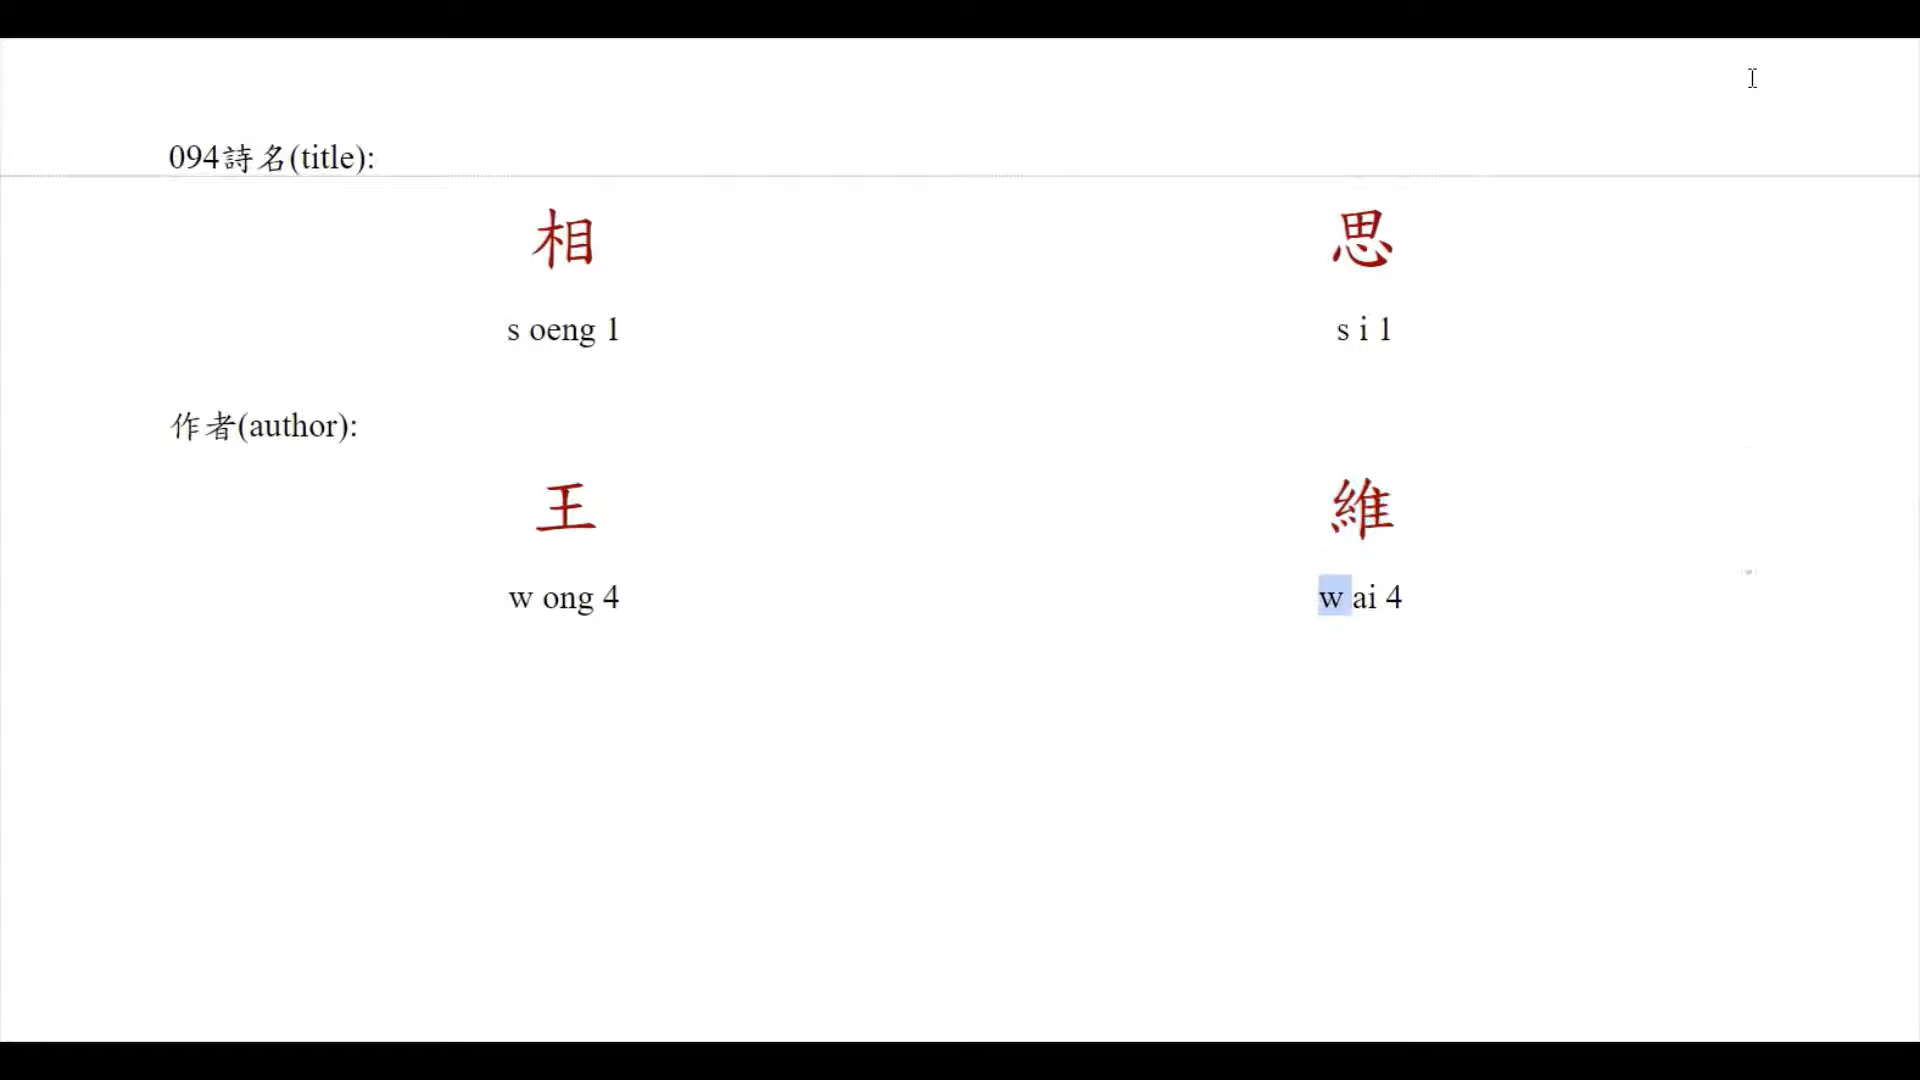 094詩名(title):
相 思
s oeng 1 s i 1
作者(author):
王 維
w ong 4 w ai 4